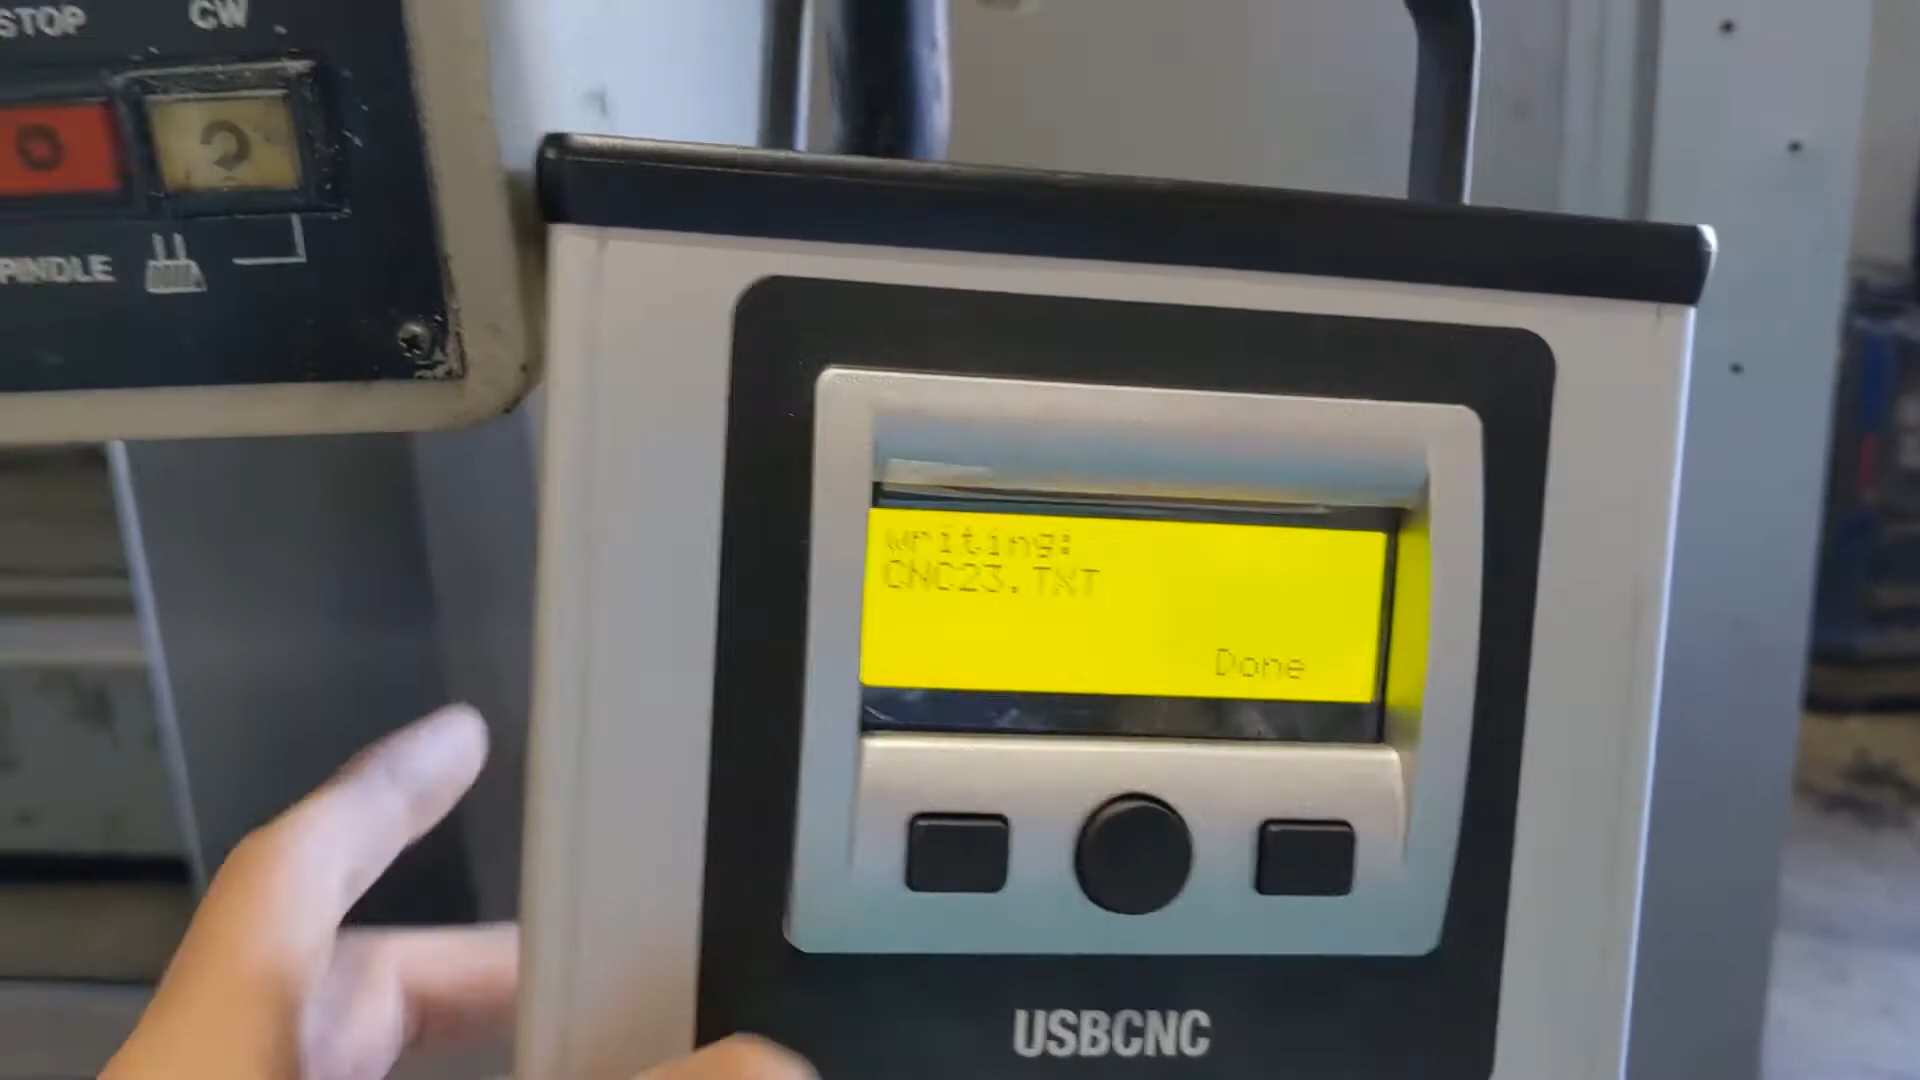 STOP
CW
PINDLE
writing:
CNC23.TXT
Done
USBCNC